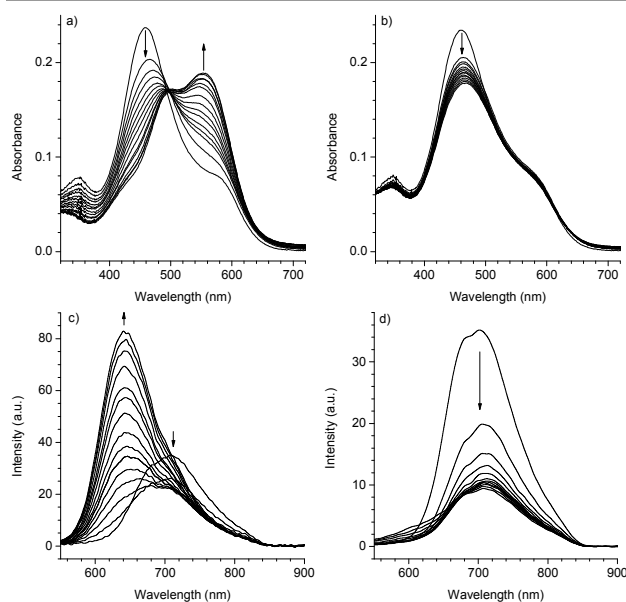 a)
0.2
0.1
0.0
Absorbance
400 500 600 700
Wavelength (nm)
b)
0.2
0.1
0.0
Absorbance
400 500 600 700
Wavelength (nm)
c)
80
60
40
20
0
Intensity (a.u.)
600 700 800 900
Wavelength (nm)
d)
30
20
10
0
Intensity (a.u.)
600 700 800 900
Wavelength (nm)